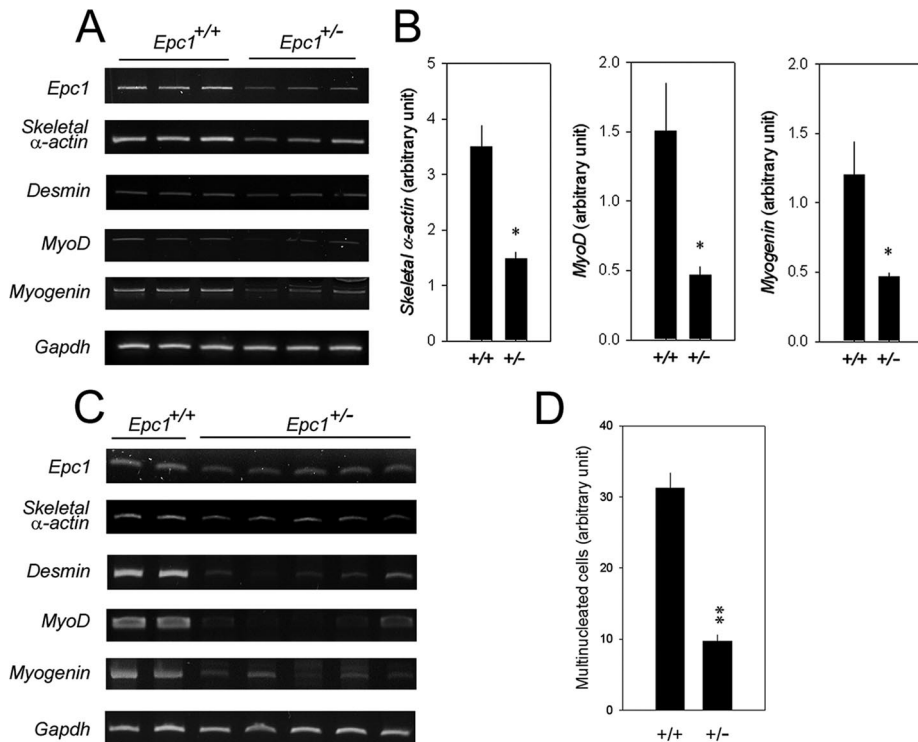 A
Epc1+/+ Epc1+/-
Epc1
Skeletal
α-actin
Desmin
MyoD
Myogenin
Gapdh
B
Skeletal α-actin (arbitrary unit)
5
4
3
2
1
0
+/+ +/-
*
MyoD (arbitrary unit)
2.0
1.5
1.0
0.5
0.0
+/+ +/-
*
Myogenin (arbitrary unit)
2.0
1.5
1.0
0.5
0.0
+/+ +/-
*
C
Epc1+/+ Epc1+/-
Epc1
Skeletal
α-actin
Desmin
MyoD
Myogenin
Gapdh
D
Multinucleated cells (arbitrary unit)
40
30
20
10
0
+/+ +/-
**